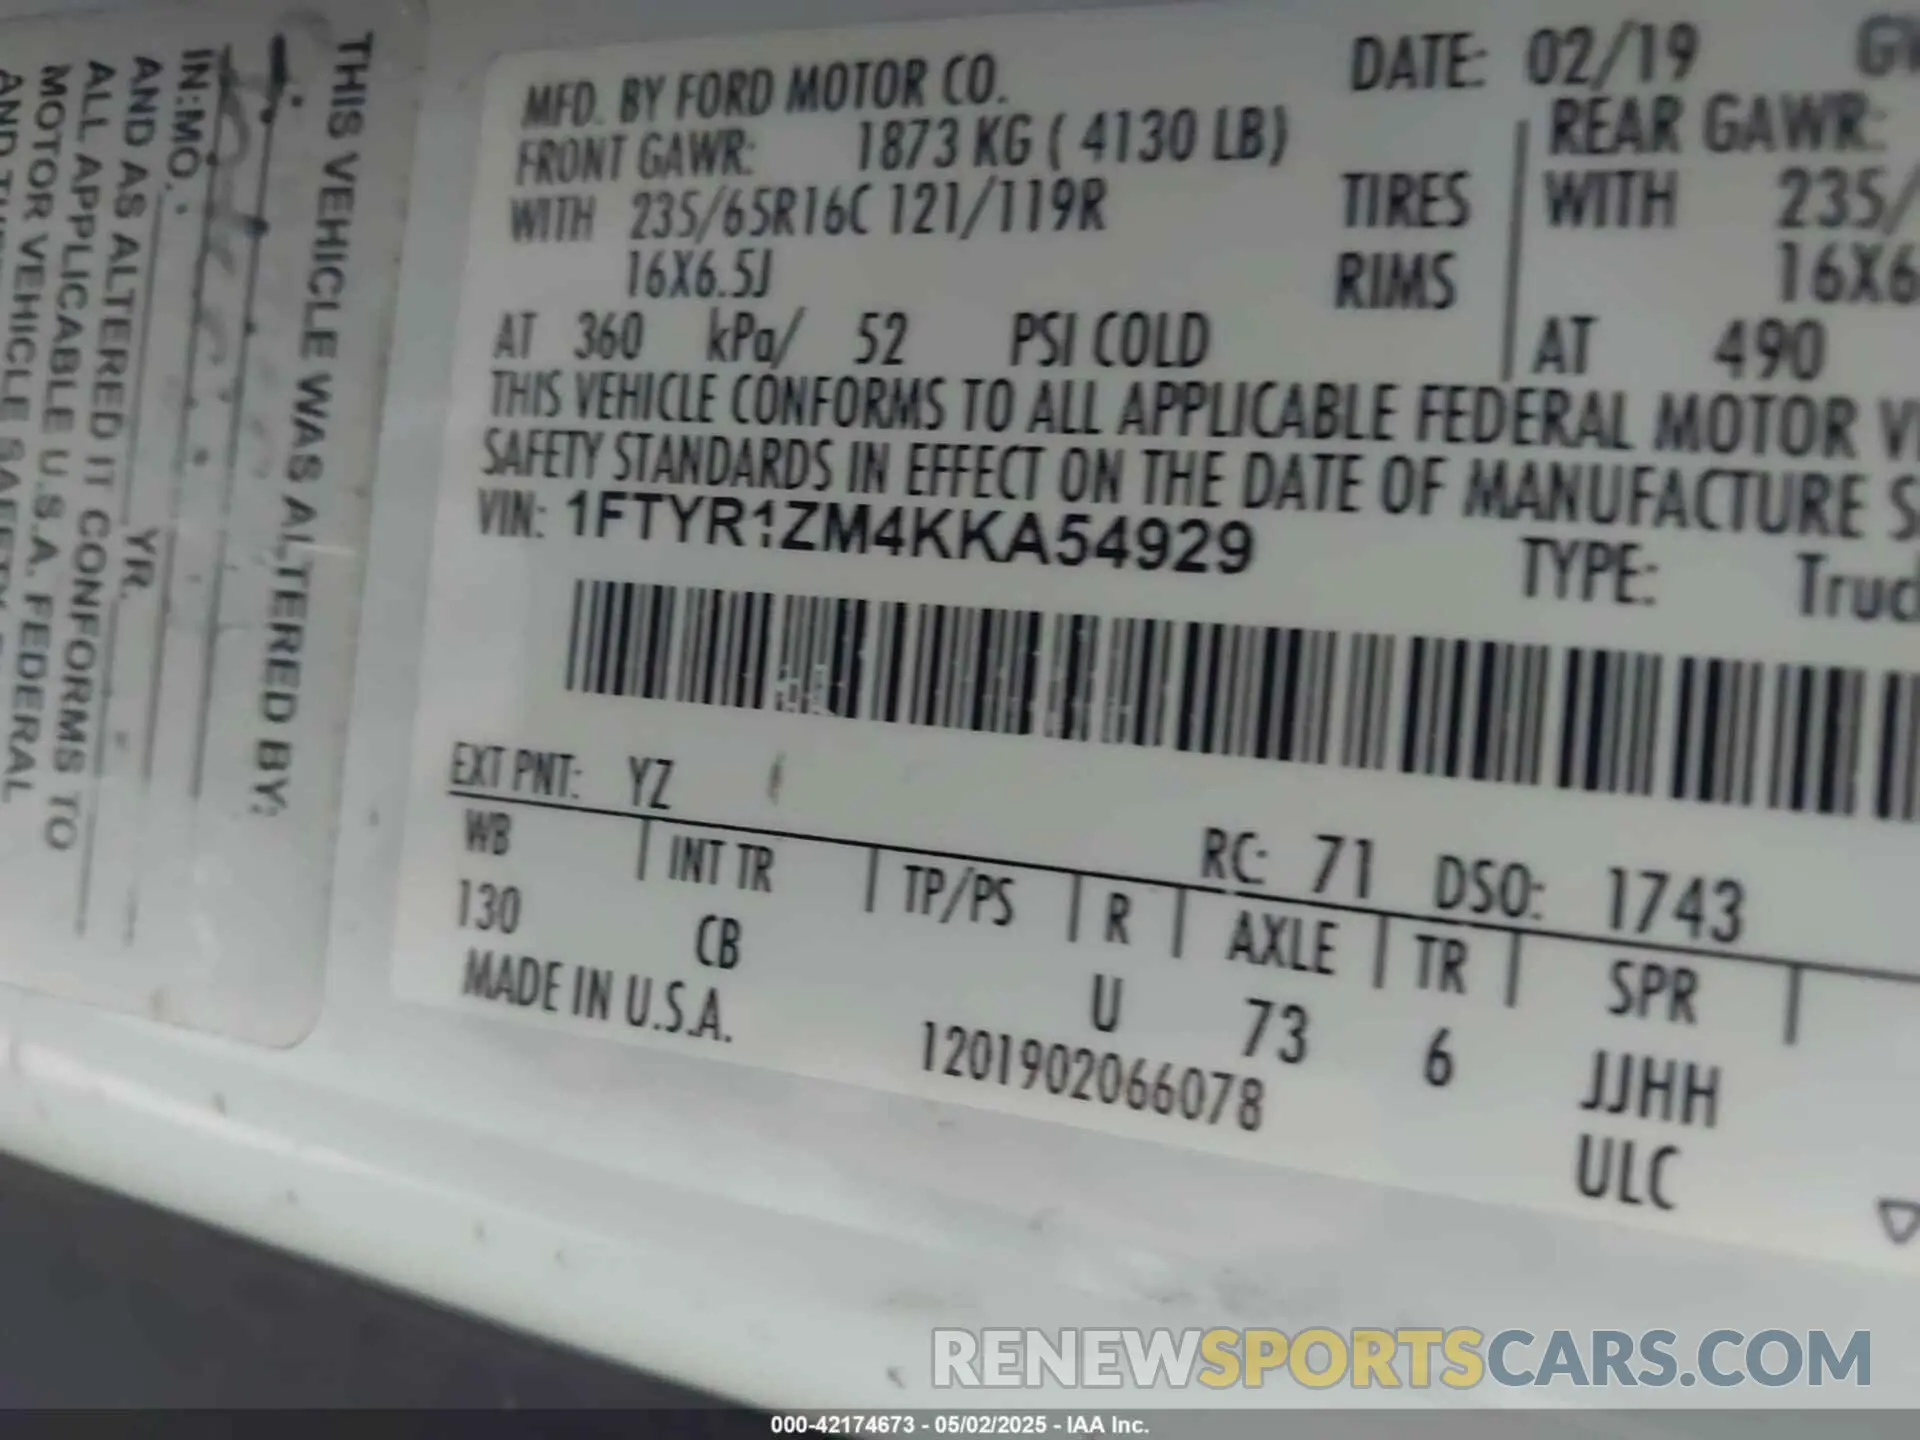 THIS VEHICLE WAS ALTERED BY:
IN:MO. YR.
AND AS ALTERED IT CONFORMS TO
ALL APPLICABLE U.S.A. FEDERAL
MOTOR VEHICLE SAFETY
MFD. BY FORD MOTOR CO. DATE: 02/19
FRONT GAWR: 1873 KG ( 4130 LB) REAR GAWR:
WITH 235/65R16C 121/119R TIRES WITH 235/
16X6.5J RIMS 16X6
AT 360 kPa/ 52 PSI COLD AT 490
THIS VEHICLE CONFORMS TO ALL APPLICABLE FEDERAL MOTOR
SAFETY STANDARDS IN EFFECT ON THE DATE OF MANUFACTURE
VIN: 1FTYR1ZM4KKA54929 TYPE: Truc
EXT PNT: YZ RC: 71 DSO: 1743
WB INT TR TP/PS R AXLE TR SPR
130 CB U 73 6 JJHH
MADE IN U.S.A. 1201902066078 ULC
RENEWSPORTSCARS.COM
000-42174673 - 05/02/2025 - IAA Inc.